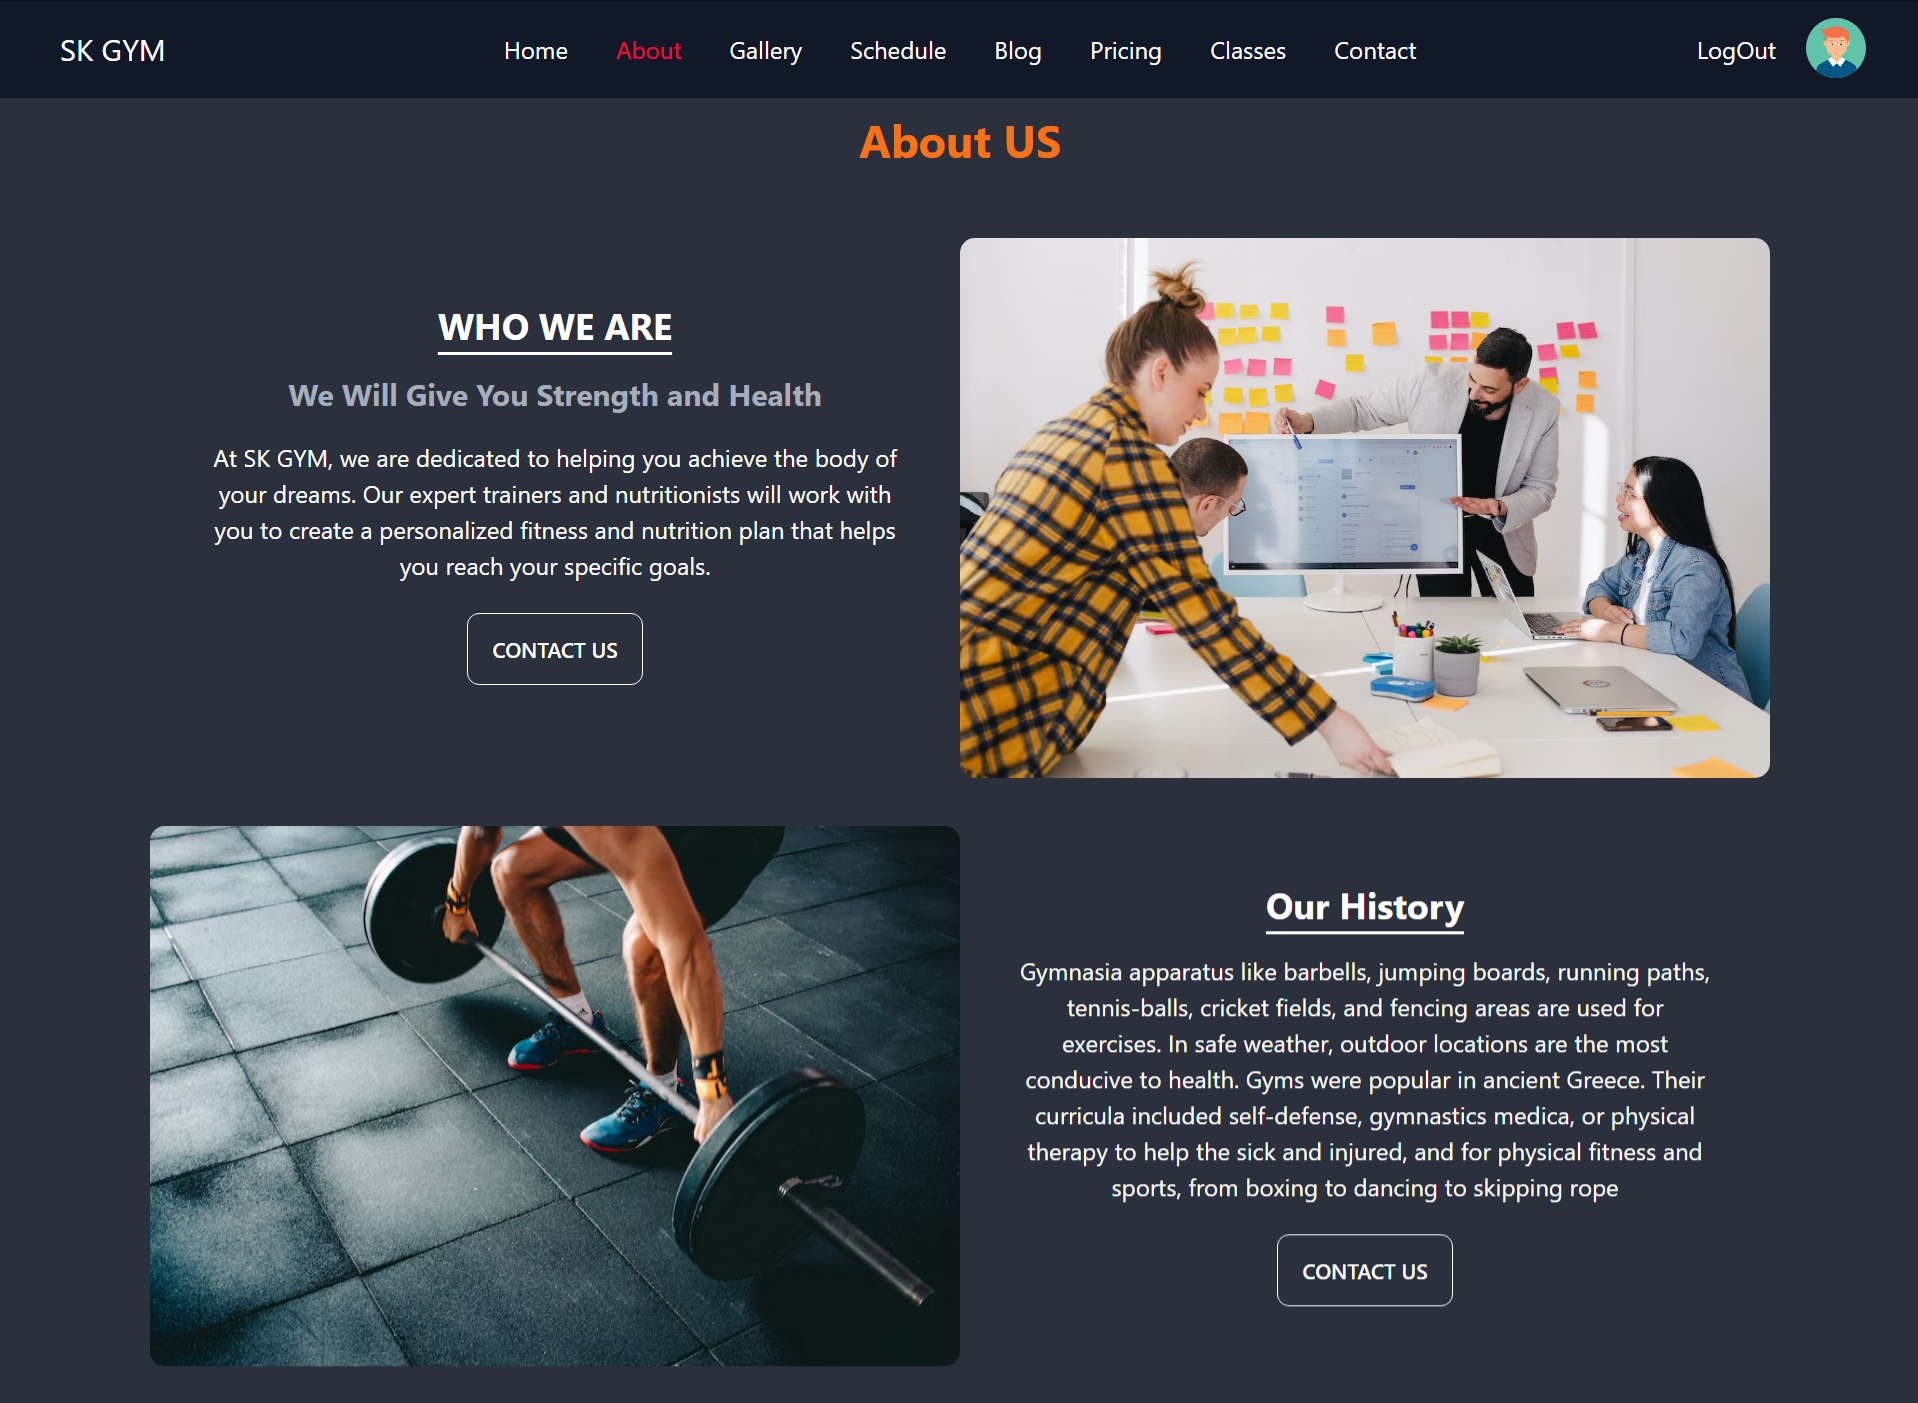 SK GYM
Home About Gallery Schedule Blog Pricing Classes Contact
LogOut
About US
WHO WE ARE
We Will Give You Strength and Health
At SK GYM, we are dedicated to helping you achieve the body of
your dreams. Our expert trainers and nutritionists will work with
you to create a personalized fitness and nutrition plan that helps
you reach your specific goals.
CONTACT US
Our History
Gymnasia apparatus like barbells, jumping boards, running paths,
tennis-balls, cricket fields, and fencing areas are used for
exercises. In safe weather, outdoor locations are the most
conducive to health. Gyms were popular in ancient Greece. Their
curricula included self-defense, gymnastics medica, or physical
therapy to help the sick and injured, and for physical fitness and
sports, from boxing to dancing to skipping rope
CONTACT US